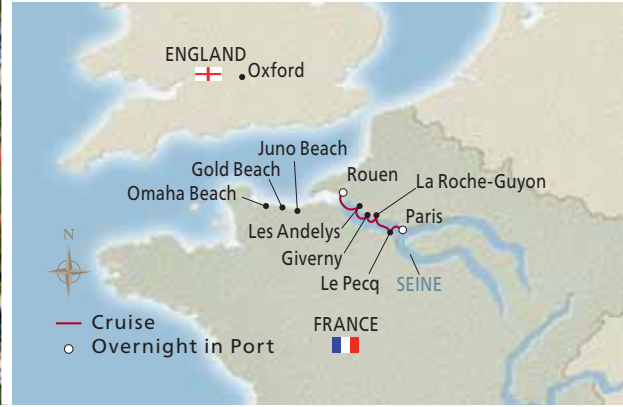 ENGLAND
Oxford
Juno Beach
Gold Beach
Omaha Beach
Rouen
La Roche-Guyon
Les Andelys
Paris
Giverny
Le Pecq
SEINE
N
Cruise
Overnight in Port
FRANCE